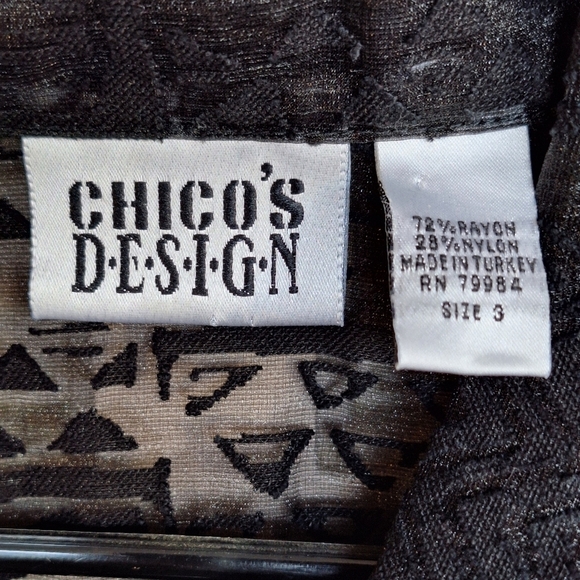 CHICO'S
D·E·S·I·G·N
72% RAYON
28% NYLON
MADE IN TURKEY
RN 79984
SIZE 3